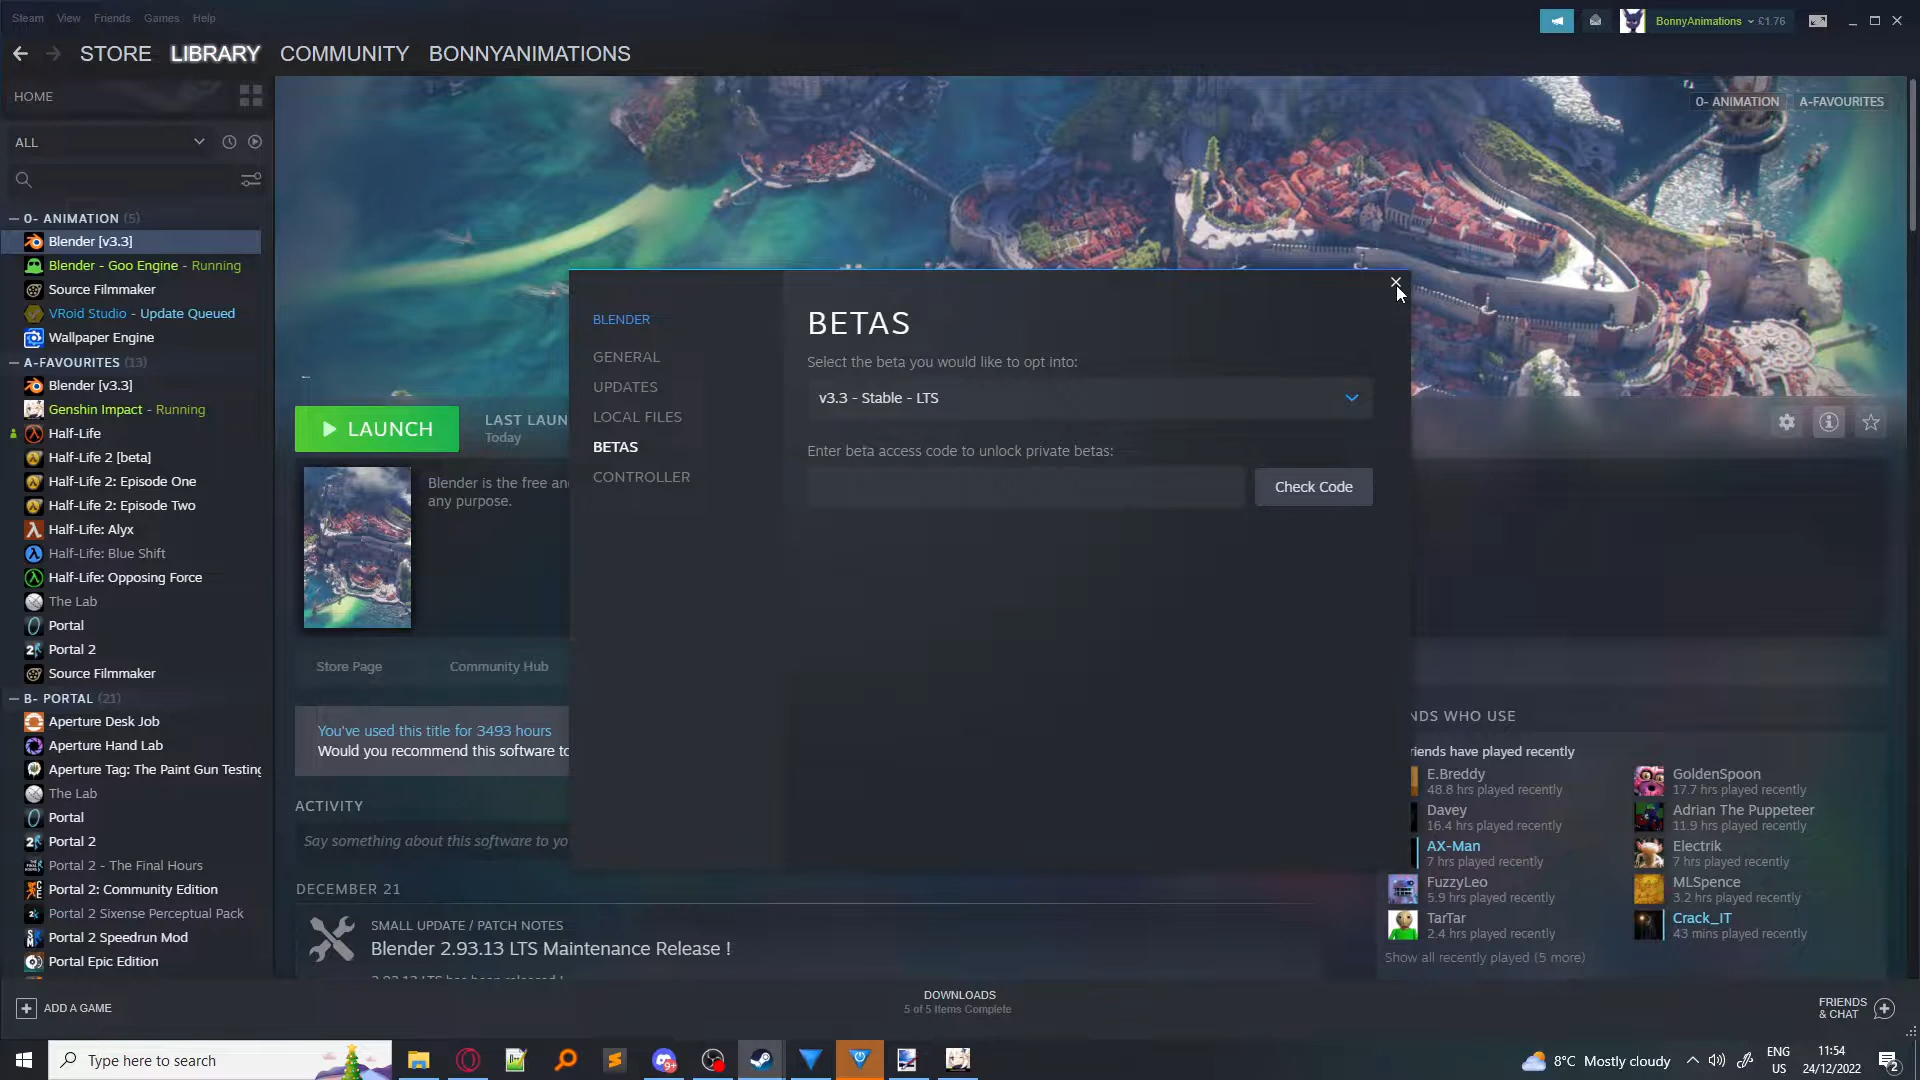 Steam View Friends Games Help
BonnyAnimations £1.76
STORE LIBRARY COMMUNITY BONNYANIMATIONS
HOME
ALL
0- ANIMATION (5)
Blender [v3.3]
Blender - Goo Engine - Running
Source Filmmaker
VRoid Studio - Update Queued
Wallpaper Engine
A-FAVOURITES (13)
Blender [v3.3]
Genshin Impact - Running
Half-Life
Half-Life 2 [beta]
Half-Life 2: Episode One
Half-Life 2: Episode Two
Half-Life: Alyx
Half-Life: Blue Shift
Half-Life: Opposing Force
The Lab
Portal
Portal 2
Source Filmmaker
B- PORTAL (21)
Aperture Desk Job
Aperture Hand Lab
Aperture Tag: The Paint Gun Testing
The Lab
Portal
Portal 2
Portal 2 - The Final Hours
Portal 2: Community Edition
Portal 2 Sixense Perceptual Pack
Portal 2 Speedrun Mod
Portal Epic Edition
ADD A GAME
0- ANIMATION A-FAVOURITES
LAUNCH
LAST LAUN
Today
Blender is the free an
any purpose.
Store Page Community Hub
You've used this title for 3493 hours
Would you recommend this software to
ACTIVITY
Say something about this software to yo
DECEMBER 21
SMALL UPDATE / PATCH NOTES
Blender 2.93.13 LTS Maintenance Release !
2.93.13 LTS has been released !
BLENDER
GENERAL
UPDATES
LOCAL FILES
BETAS
CONTROLLER
BETAS
Select the beta you would like to opt into:
v3.3 - Stable - LTS
Enter beta access code to unlock private betas:
Check Code
NDS WHO USE
riends have played recently
E.Breddy
48.8 hrs played recently
GoldenSpoon
17.7 hrs played recently
Davey
16.4 hrs played recently
Adrian The Puppeteer
11.9 hrs played recently
AX-Man
7 hrs played recently
Electrik
7 hrs played recently
FuzzyLeo
5.9 hrs played recently
MLSpence
3.2 hrs played recently
TarTar
2.4 hrs played recently
Crack_IT
43 mins played recently
Show all recently played (5 more)
DOWNLOADS
5 of 5 Items Complete
FRIENDS
& CHAT
Type here to search
8°C Mostly cloudy
ENG
US
11:54
24/12/2022
2